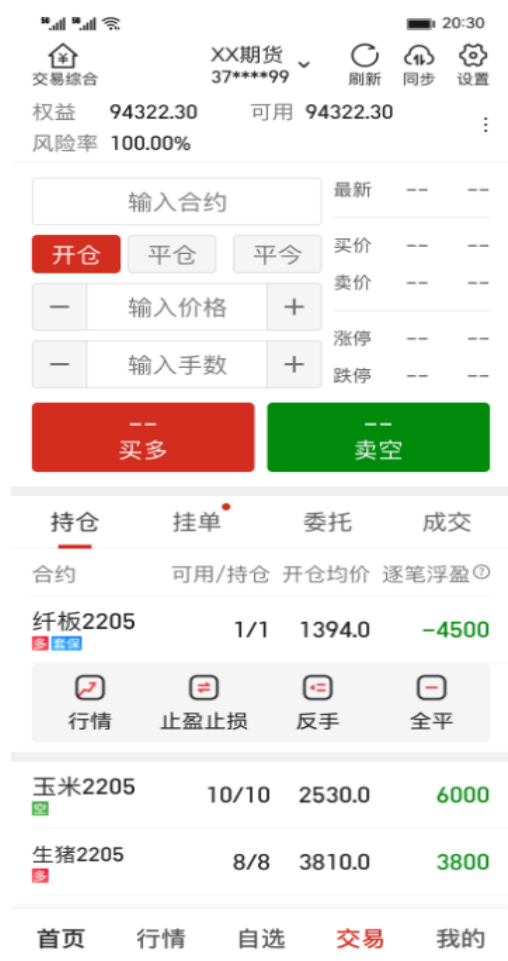 20:30
交易综合
XX期货
37****99
刷新
同步
设置
权益 94322.30 可用 94322.30
风险率 100.00%
输入合约
最新 -- --
开仓 平仓 平今
买价 -- --
卖价 -- --
— 输入价格 +
涨停 -- --
— 输入手数 +
跌停 -- --
-- --
买多 卖空
持仓 挂单 委托 成交
合约 可用/持仓 开仓均价 逐笔浮盈?
纤板2205 1/1 1394.0 -4500
多 套保
行情 止盈止损 反手 全平
玉米2205 10/10 2530.0 6000
空
生猪2205 8/8 3810.0 3800
多
首页 行情 自选 交易 我的